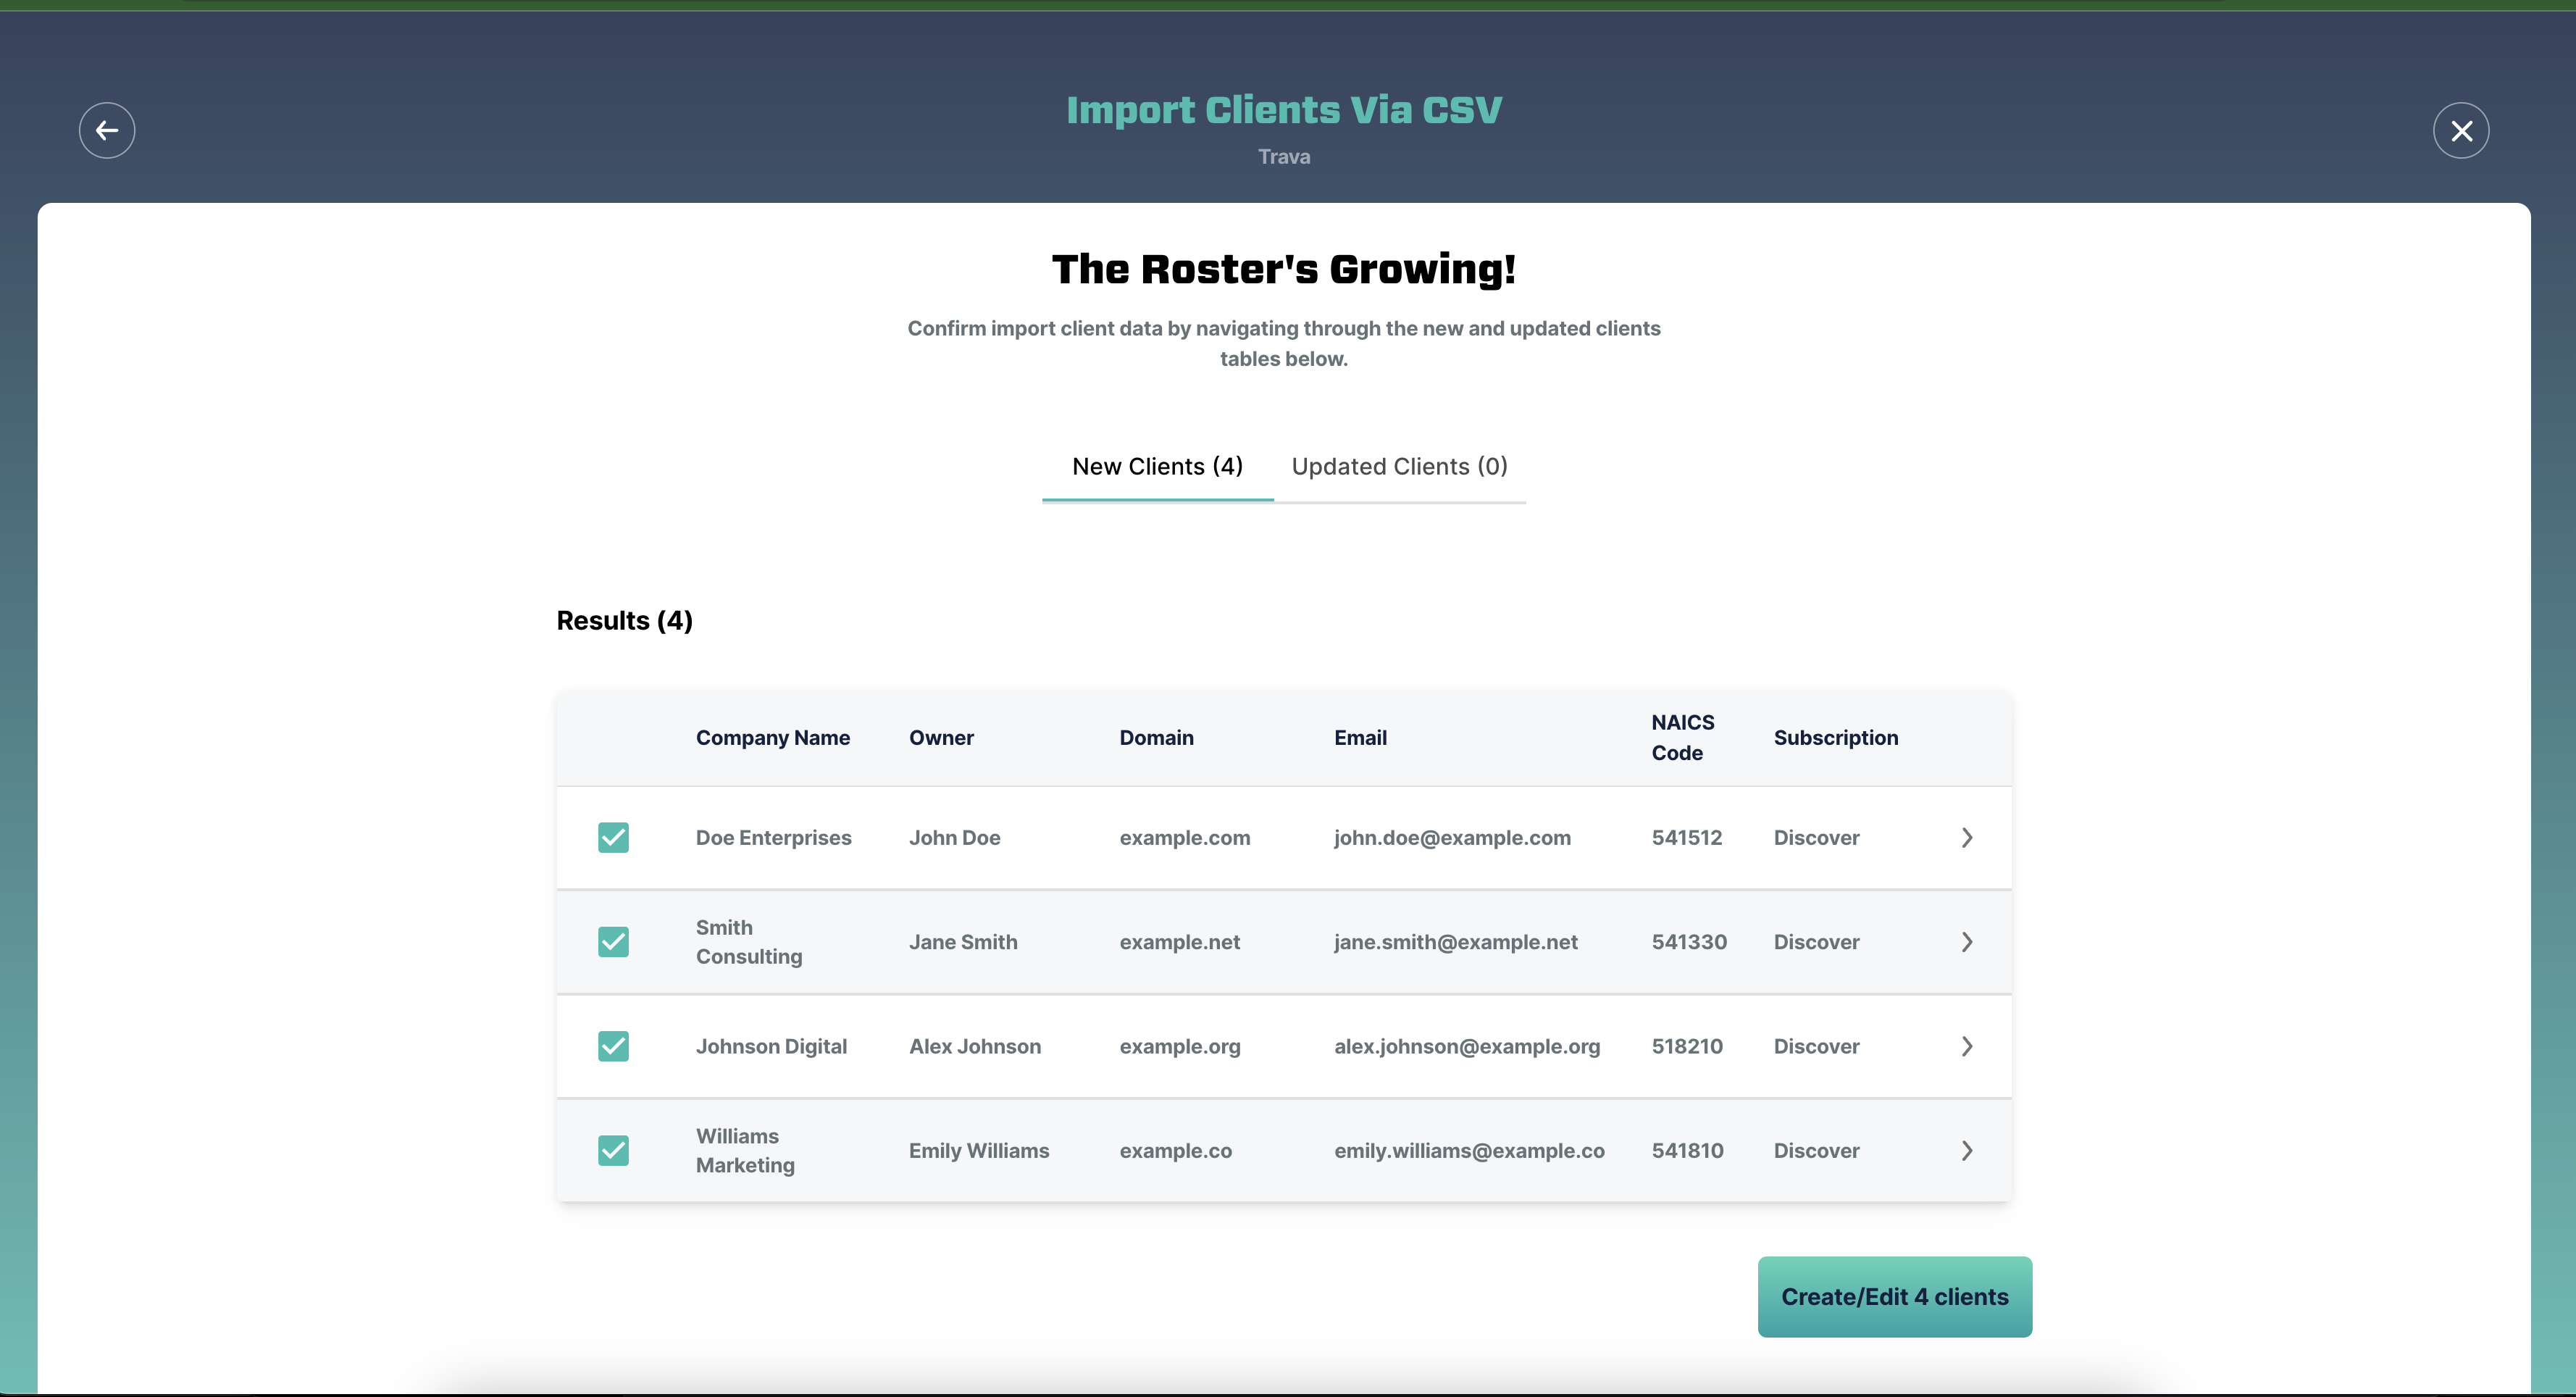 Import Clients Via CSV
Trava
The Roster's Growing!
Confirm import client data by navigating through the new and updated clients
tables below.
New Clients (4) Updated Clients (0)
Results (4)
Company Name Owner Domain Email NAICS Code Subscription
Doe Enterprises John Doe example.com john.doe@example.com 541512 Discover
Smith Consulting Jane Smith example.net jane.smith@example.net 541330 Discover
Johnson Digital Alex Johnson example.org alex.johnson@example.org 518210 Discover
Williams Marketing Emily Williams example.co emily.williams@example.co 541810 Discover
Create/Edit 4 clients